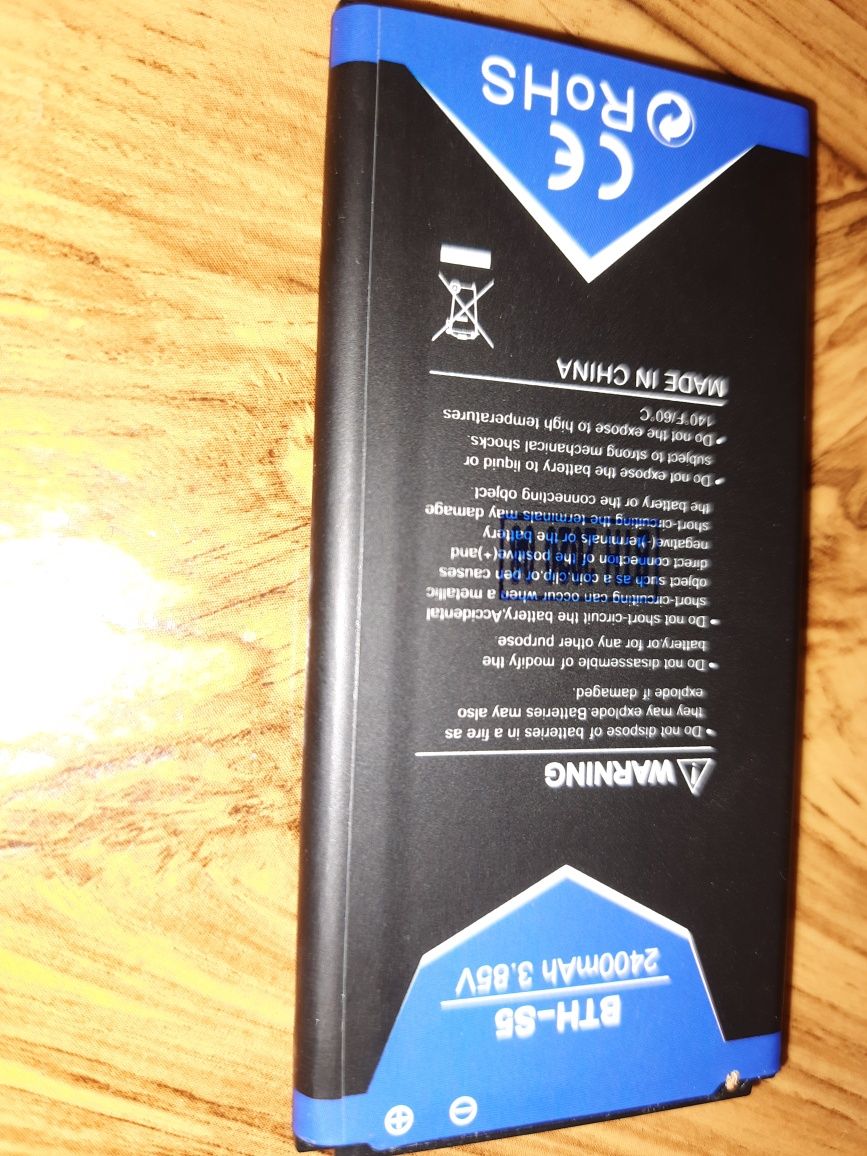 BTH-S5
2400mAh 3.85V
WARNING
• Do not dispose of batteries in a fire as
they may explode.Batteries may also
explode if damaged.
• Do not disassemble of modify the
battery,or for any other purpose
• Do not short-circuit the battery,Accidental
short-circuiting can occur when a metallic
object such as a coin,clip,or pen causes
direct connection of the positive(+)and
negative(-)terminals or the battery
short-circuiting the terminals may damage
the battery or the connecting object.
• Do not expose the battery to liquid or
subject to strong mechanical shocks.
• Do not the expose to high temperatures
140°F/60°C
MADE IN CHINA
CE
RoHS